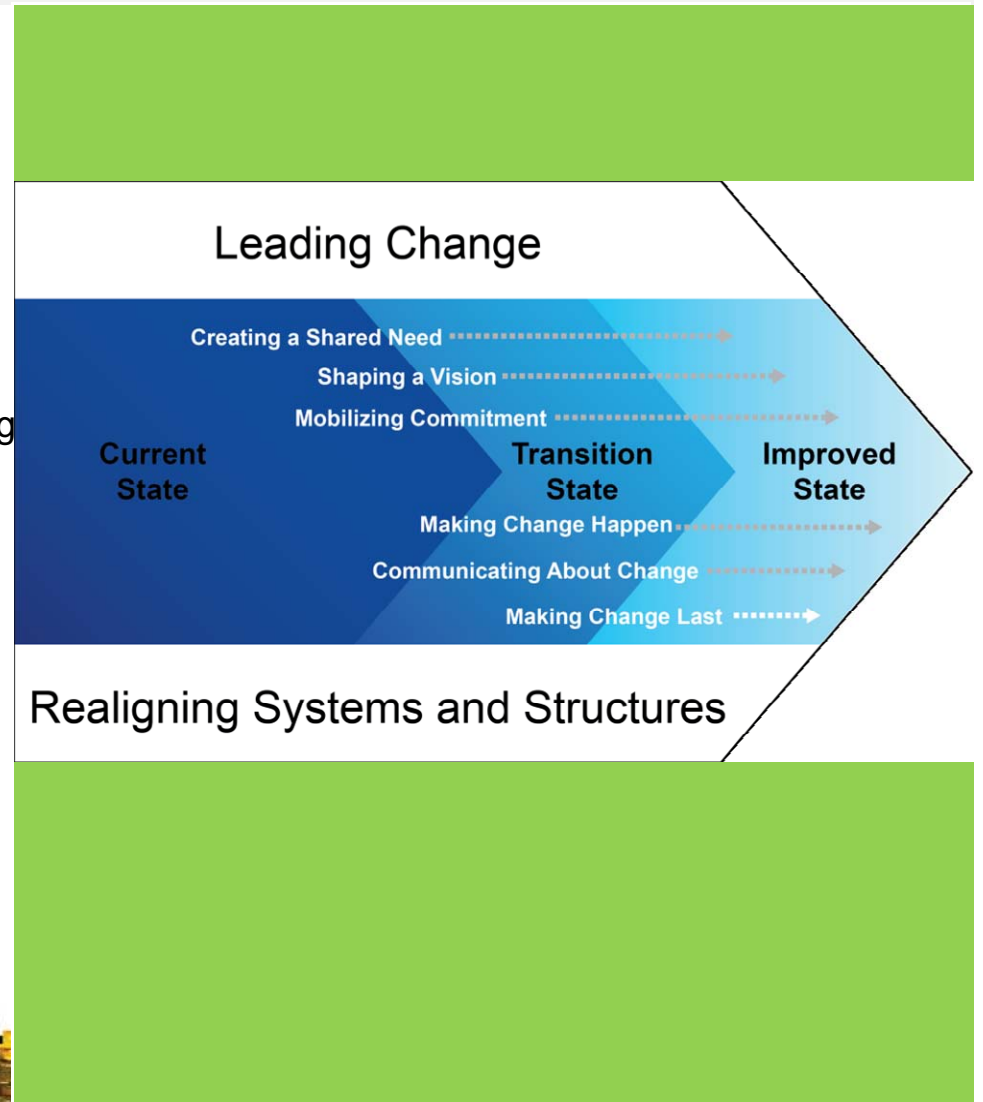 Leading Change
Creating a Shared Need
Shaping a Vision
Mobilizing Commitment
g
Current
State
Transition
State
Improved
State
Making Change Happen
Communicating About Change
Making Change Last
Realigning Systems and Structures